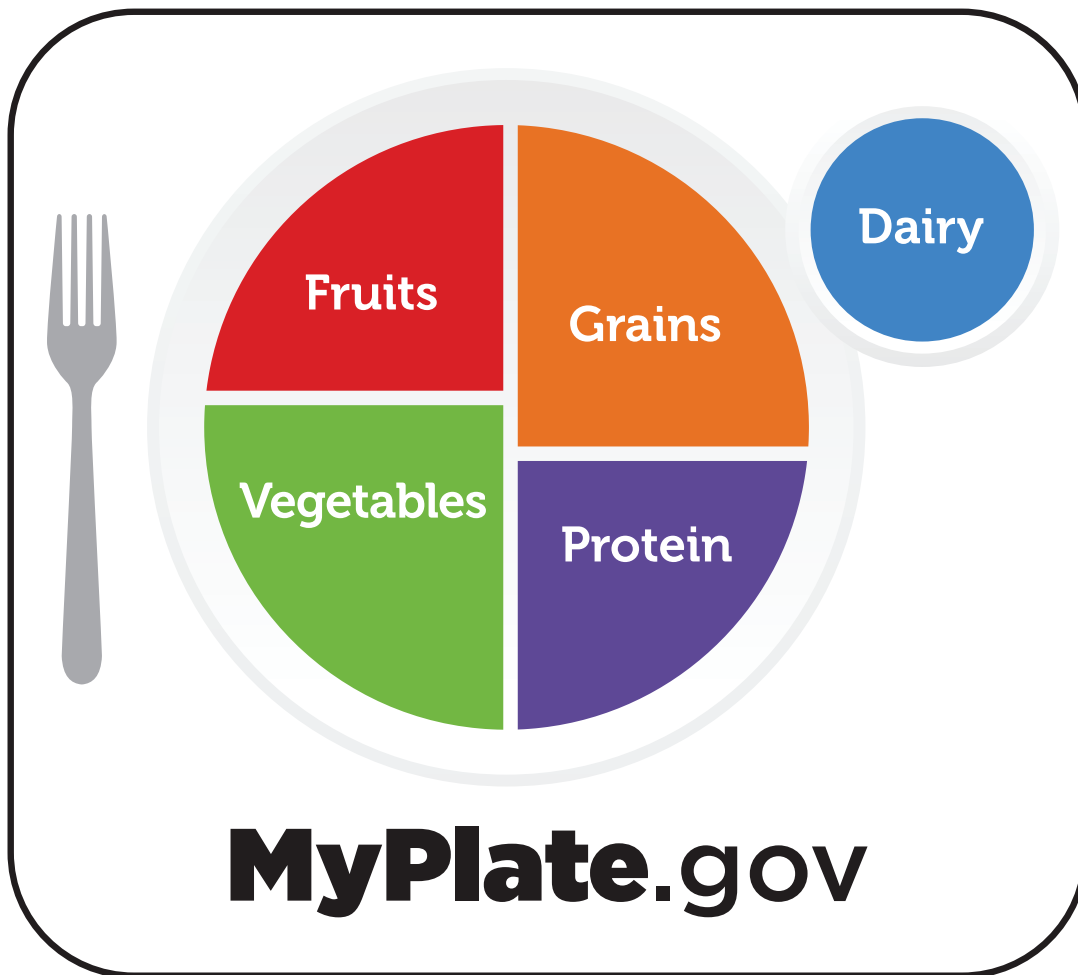 Fruits
Grains
Dairy
Vegetables
Protein
MyPlate.gov